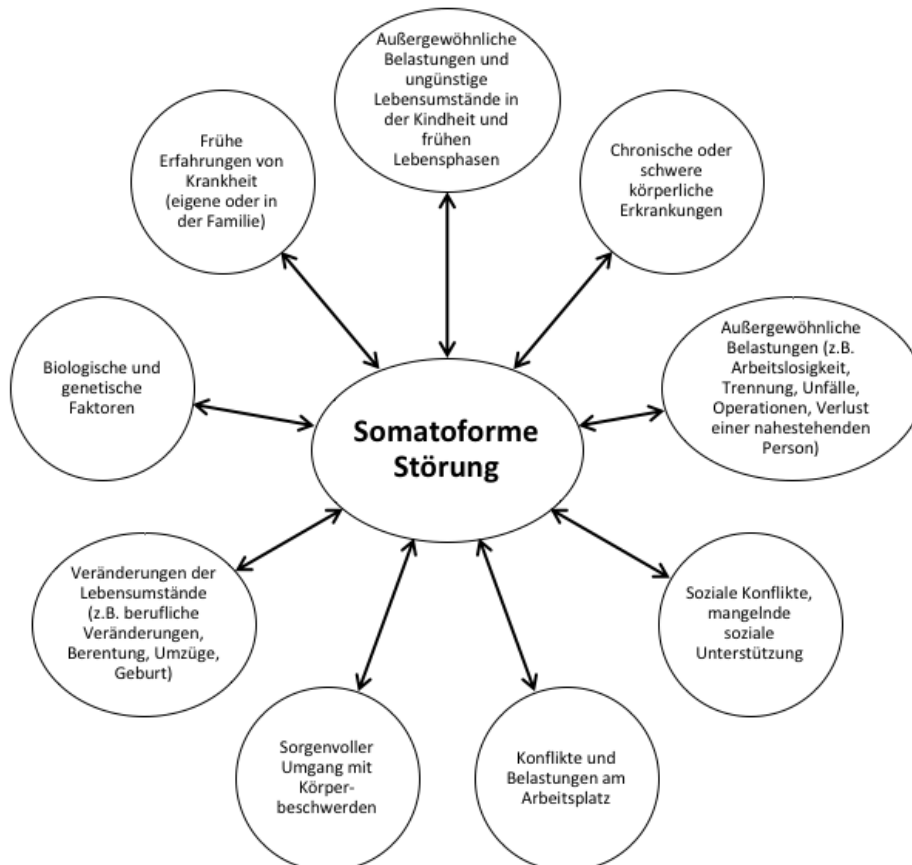 Außergewöhnliche
Belastungen und
ungünstige
Lebensumstände in
der Kindheit und
frühen
Lebensphasen
Frühe
Erfahrungen von
Krankheit
(eigene oder in
der Familie)
Chronische oder
schwere
körperliche
Erkrankungen
Biologische und
genetische
Faktoren
Somatoforme
Störung
Außergewöhnliche
Belastungen (z.B.
Arbeitslosigkeit,
Trennung, Unfälle,
Operationen, Verlust
einer nahestehenden
Person)
Veränderungen der
Lebensumstände
(z.B. berufliche
Veränderungen,
Berentung, Umzüge,
Geburt)
Soziale Konflikte,
mangelnde
soziale
Unterstützung
Sorgenvoller
Umgang mit
Körper-
beschwerden
Konflikte und
Belastungen am
Arbeitsplatz